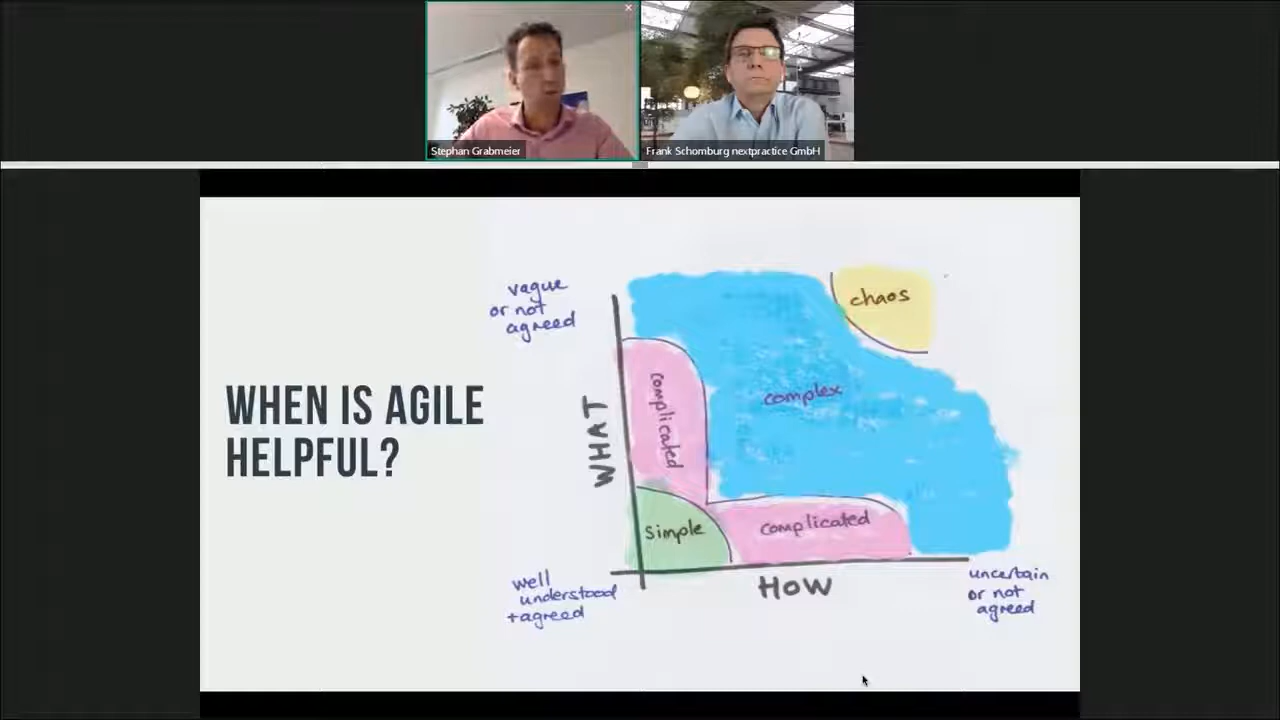 Stephan Grabmeier
Frank Schomburg nextpractice GmbH
WHEN IS AGILE
HELPFUL?
vague
or not
agreed
chaos
WHAT
complicated
complex
simple
complicated
HOW
well
understood
+agreed
uncertain
or not
agreed